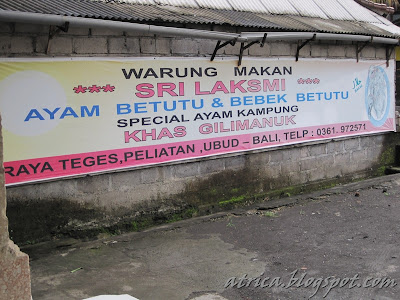 WARUNG MAKAN
*** SRI LAKSMI ***
AYAM BETUTU & BEBEK BETUTU
SPECIAL AYAM KAMPUNG
KHAS GILIMANUK
RAYA TEGES,PELIATAN ,UBUD – BALI, TELP : 0361. 972571
atrica.blogspot.com